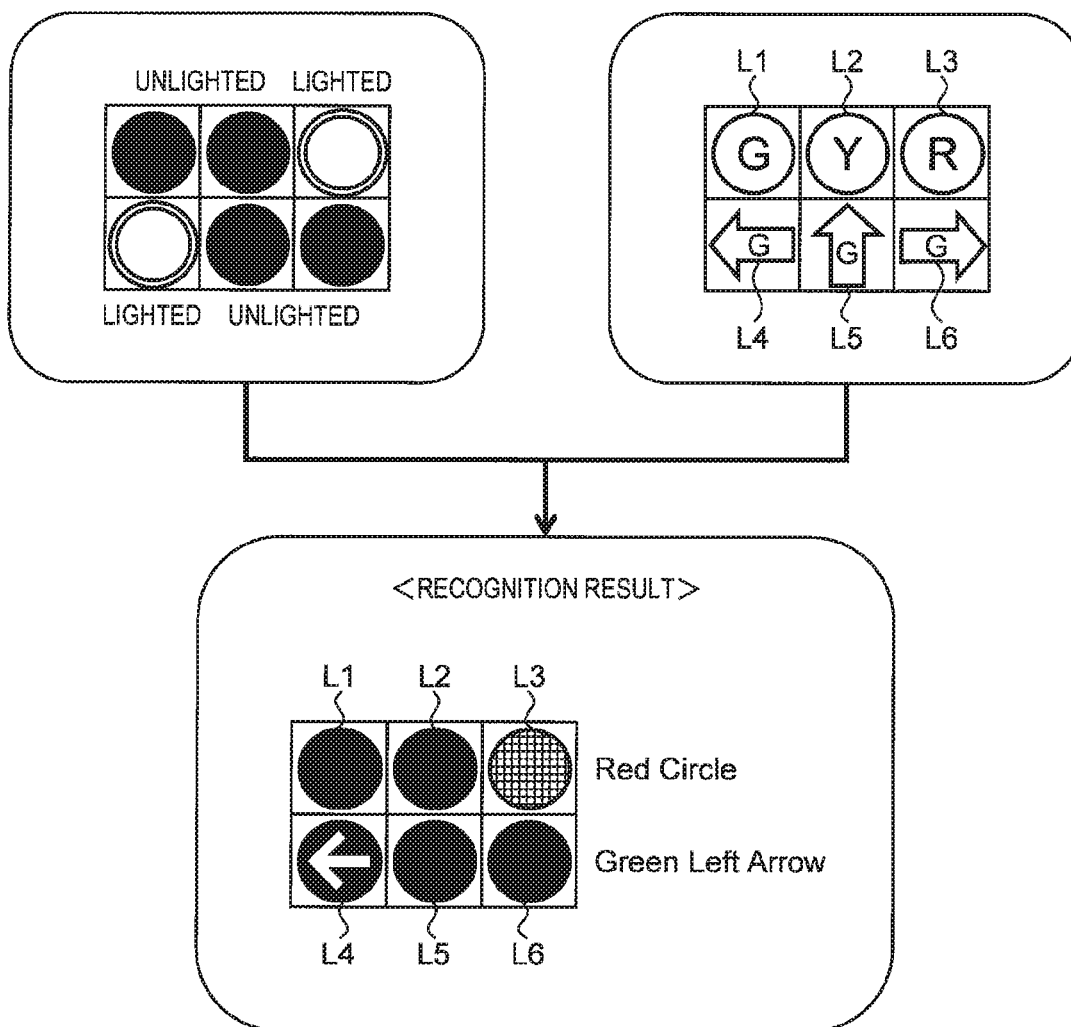 UNLIGHTED LIGHTED
LIGHTED UNLIGHTED
L1 L2 L3
G Y R
G G G
L4 L5 L6
<RECOGNITION RESULT>
L1 L2 L3
Red Circle
Green Left Arrow
L4 L5 L6